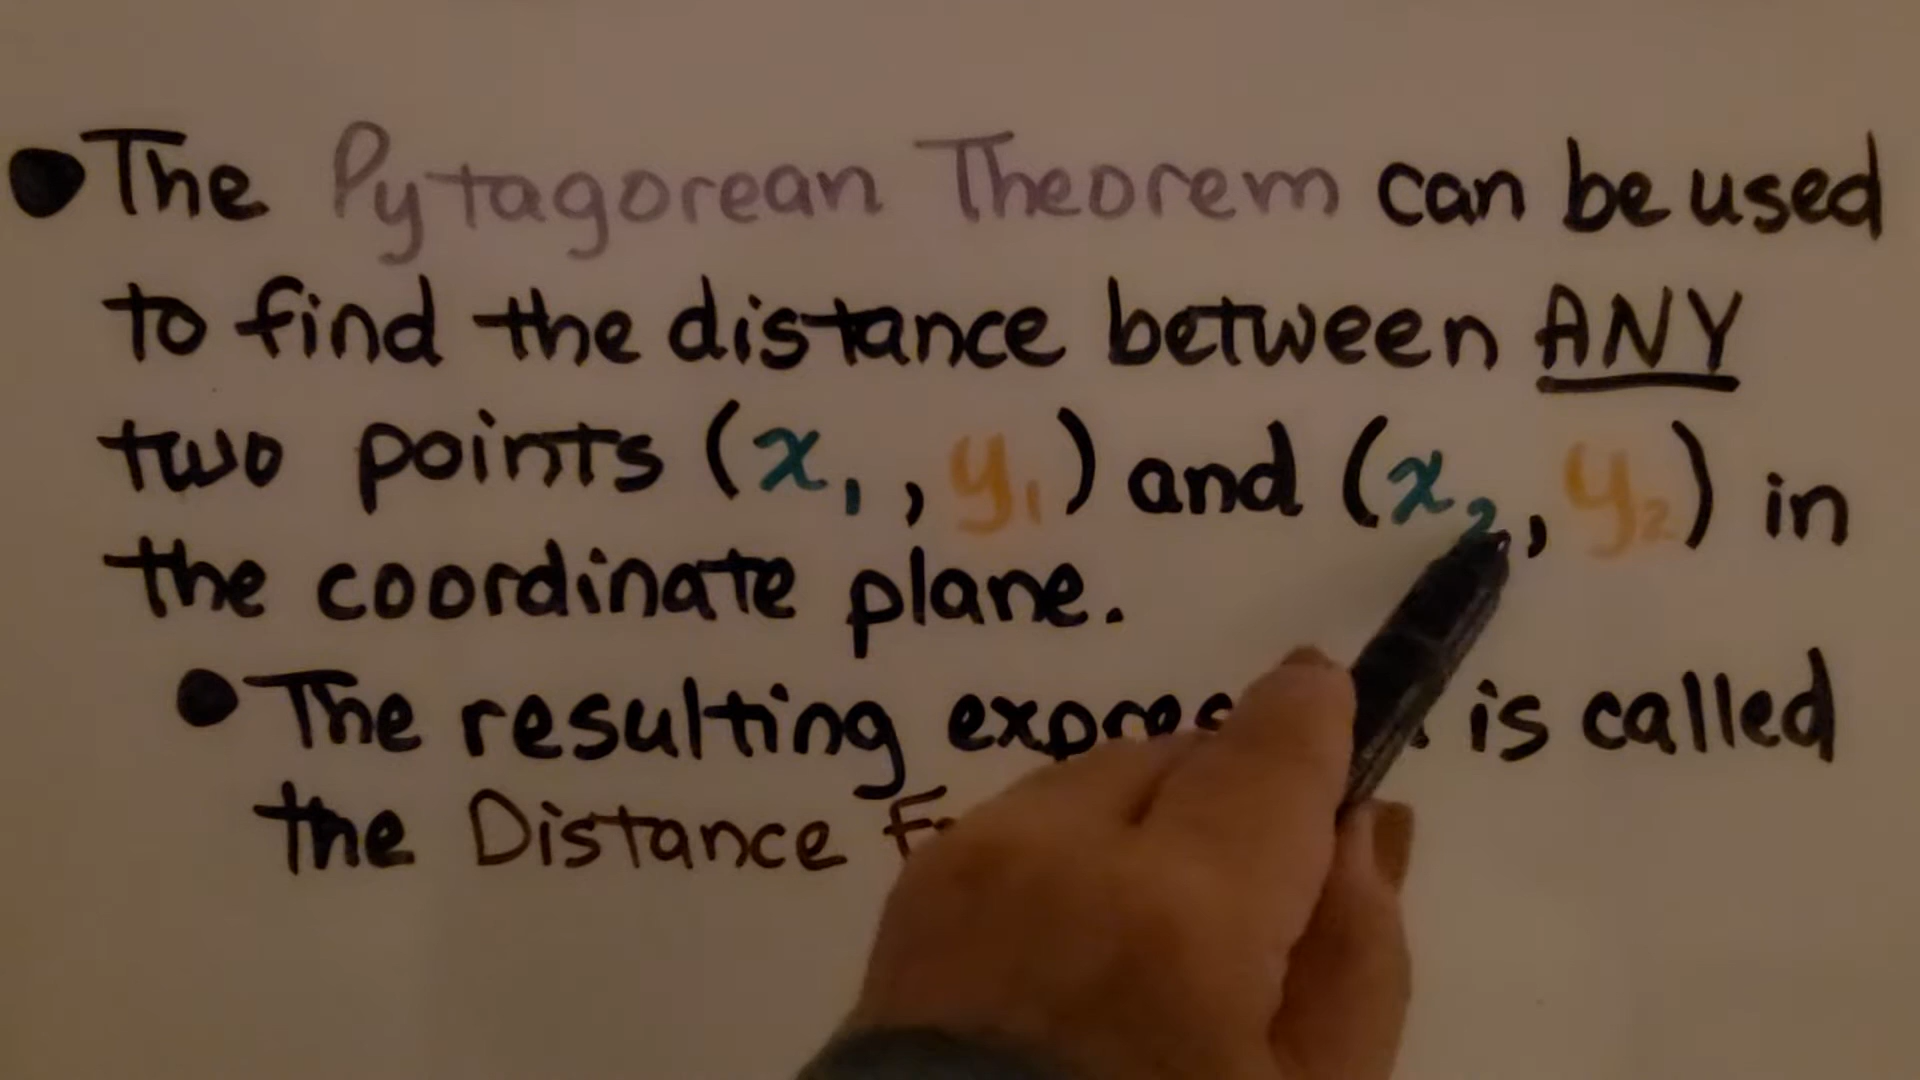 • The Pytagorean Theorem can be used
to find the distance between ANY
two points (x₁, y₁) and (x₂, y₂) in
the coordinate plane.
• The resulting is called
the Distance